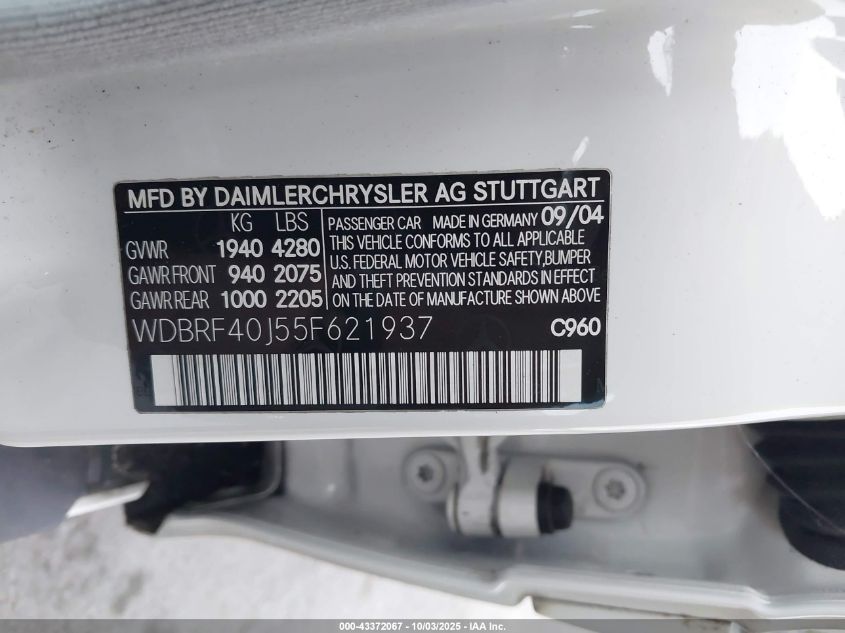 MFD BY DAIMLERCHRYSLER AG STUTTGART
KG LBS
GVWR 1940 4280
GAWR FRONT 940 2075
GAWR REAR 1000 2205
PASSENGER CAR MADE IN GERMANY 09/04
THIS VEHICLE CONFORMS TO ALL APPLICABLE
U.S. FEDERAL MOTOR VEHICLE SAFETY, BUMPER
AND THEFT PREVENTION STANDARDS IN EFFECT
ON DATE OF MANUFACTURE SHOWN ABOVE
WDBRF40J55F621937 C960
000-43372067 - 10/03/2025 - IAA Inc.